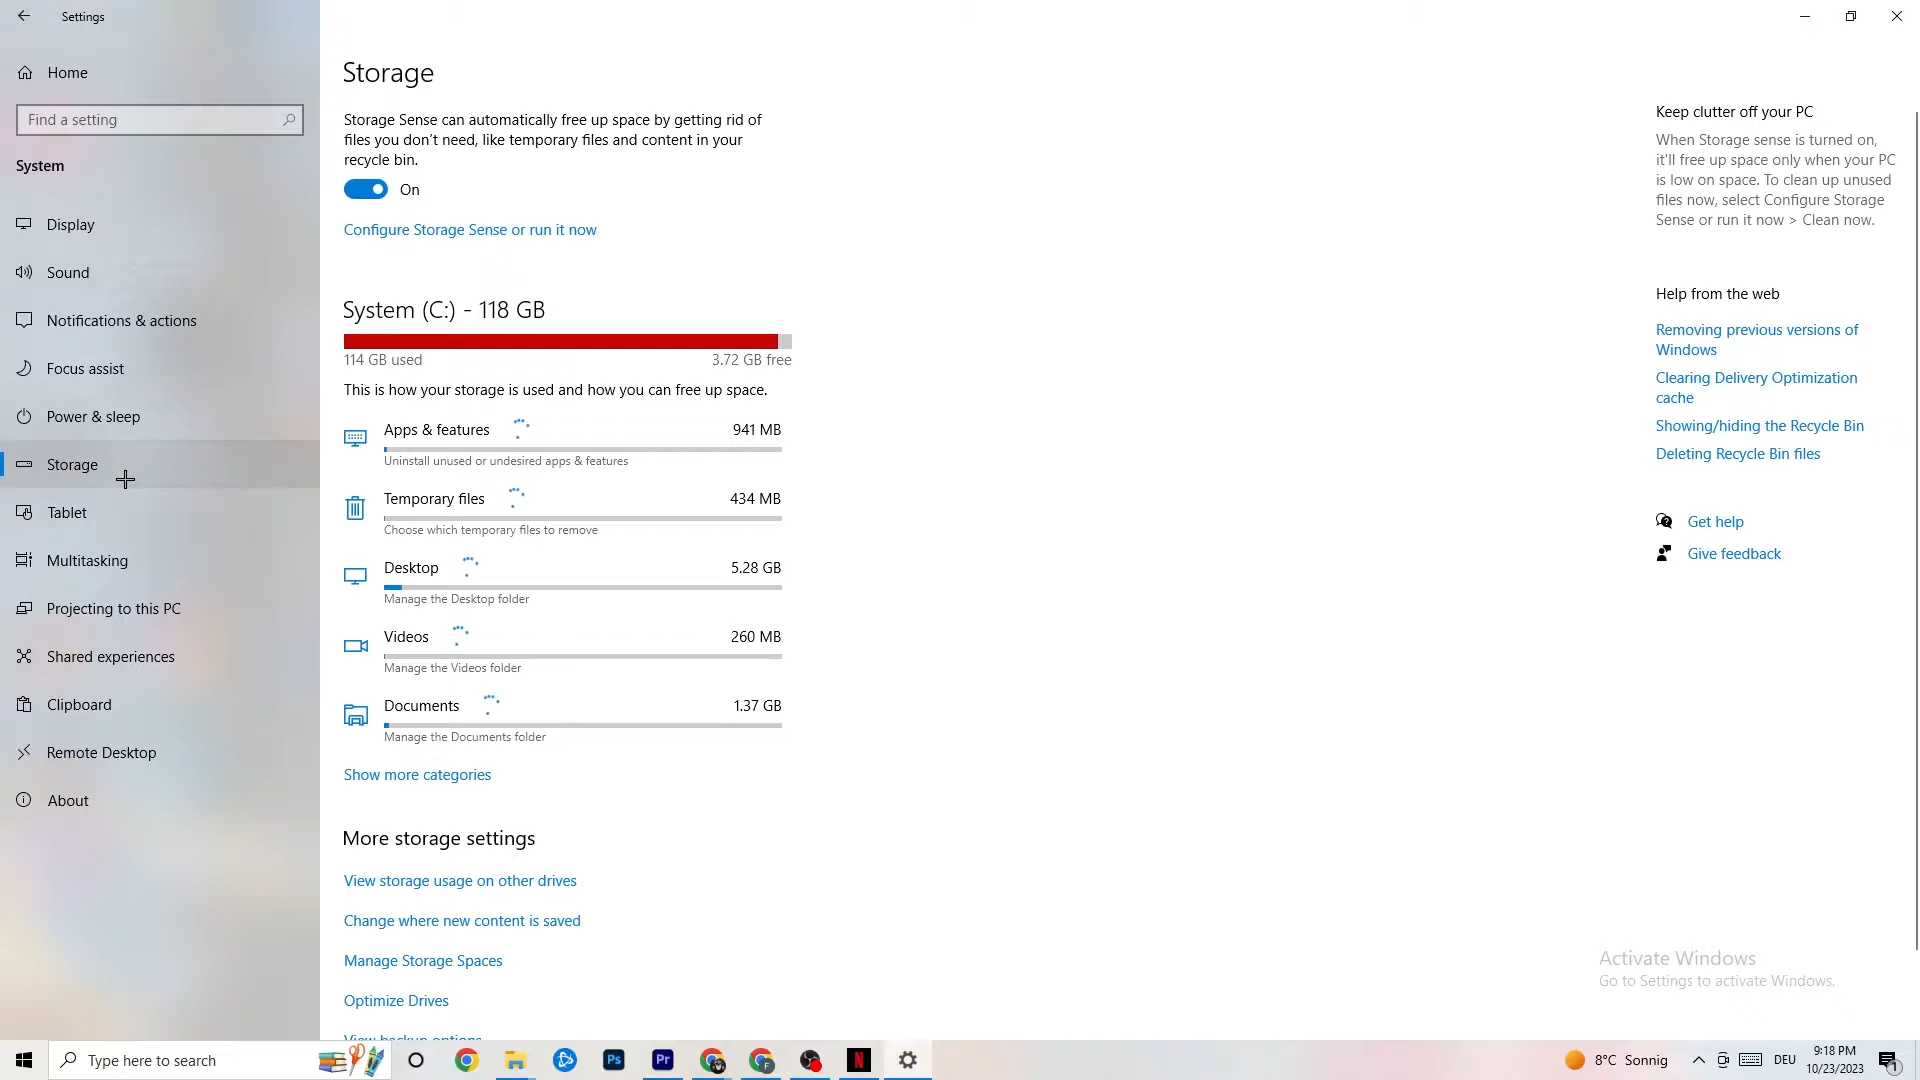 Settings
Home
Find a setting
System
Display
Sound
Notifications & actions
Focus assist
Power & sleep
Storage
Tablet
Multitasking
Projecting to this PC
Shared experiences
Clipboard
Remote Desktop
About
Storage
Storage Sense can automatically free up space by getting rid of
files you don't need, like temporary files and content in your
recycle bin.
On
Configure Storage Sense or run it now
System (C:) - 118 GB
114 GB used
3.72 GB free
This is how your storage is used and how you can free up space.
Apps & features
941 MB
Uninstall unused or undesired apps & features
Temporary files
434 MB
Choose which temporary files to remove
Desktop
5.28 GB
Manage the Desktop folder
Videos
260 MB
Manage the Videos folder
Documents
1.37 GB
Manage the Documents folder
Show more categories
More storage settings
View storage usage on other drives
Change where new content is saved
Manage Storage Spaces
Optimize Drives
View backup options
Keep clutter off your PC
When Storage sense is turned on,
it'll free up space only when your PC
is low on space. To clean up unused
files now, select Configure Storage
Sense or run it now > Clean now.
Help from the web
Removing previous versions of
Windows
Clearing Delivery Optimization
cache
Showing/hiding the Recycle Bin
Deleting Recycle Bin files
Get help
Give feedback
Activate Windows
Go to Settings to activate Windows.
Type here to search
Ps
Pr
F
N
8°C Sonnig
DEU
9:18 PM
10/23/2023
1